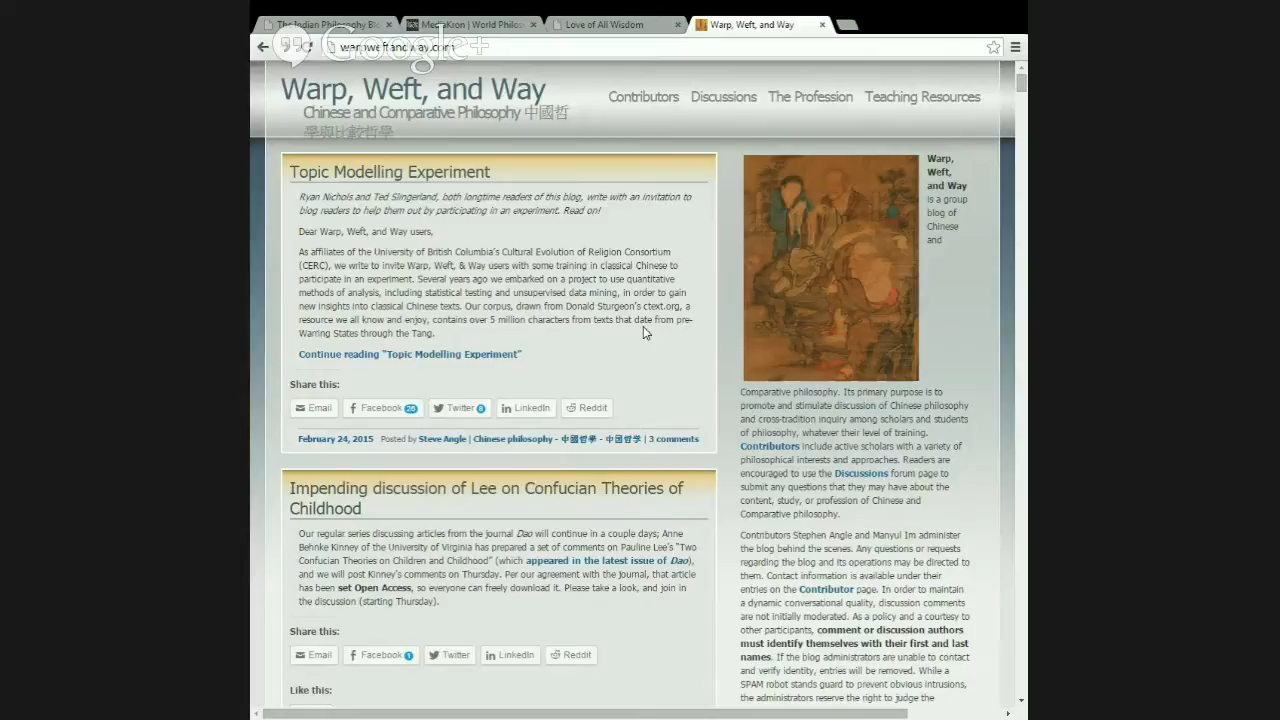 The Indian Philosophy Bl
MediaKron | World Philos
Love of All Wisdom
Warp, Weft, and Way
Google+
warpweftandway.com
Warp, Weft, and Way
Chinese and Comparative Philosophy 中國哲
學與比較哲學
Contributors Discussions The Profession Teaching Resources
Topic Modelling Experiment
Ryan Nichols and Ted Slingerland, both longtime readers of this blog, write with an invitation to
blog readers to help them out by participating in an experiment. Read on!
Dear Warp, Weft, and Way users,
As affiliates of the University of British Columbia's Cultural Evolution of Religion Consortium
(CERC), we write to invite Warp, Weft, & Way users with some training in classical Chinese to
participate in an experiment. Several years ago we embarked on a project to use quantitative
methods of analysis, including statistical testing and unsupervised data mining, in order to gain
new insights into classical Chinese texts. Our corpus, drawn from Donald Sturgeon's ctext.org, a
resource we all know and enjoy, contains over 5 million characters from texts that date from pre-
Warring States through the Tang.
Continue reading "Topic Modelling Experiment"
Share this:
Email Facebook 20 Twitter 8 LinkedIn Reddit
February 24, 2015 Posted by Steve Angle | Chinese philosophy - 中國哲學 - 中国哲学 | 3 comments
Impending discussion of Lee on Confucian Theories of
Childhood
Our regular series discussing articles from the journal Dao will continue in a couple days; Anne
Behnke Kinney of the University of Virginia has prepared a set of comments on Pauline Lee's "Two
Confucian Theories on Children and Childhood" (which appeared in the latest issue of Dao),
and we will post Kinney's comments on Thursday. Per our agreement with the journal, that article
has been set Open Access, so everyone can freely download it. Please take a look, and join in
the discussion (starting Thursday).
Share this:
Email Facebook 1 Twitter LinkedIn Reddit
Like this:
Warp,
Weft,
and Way
is a group
blog of
Chinese
and
Comparative philosophy. Its primary purpose is to
promote and stimulate discussion of Chinese philosophy
and cross-tradition inquiry among scholars and students
of philosophy, whatever their level of training.
Contributors include active scholars with a variety of
philosophical interests and approaches. Readers are
encouraged to use the Discussions forum page to
submit any questions that they may have about the
content, study, or profession of Chinese and
Comparative philosophy.
Contributors Stephen Angle and Manyul Im administer
the blog behind the scenes. Any questions or requests
regarding the blog and its operations may be directed to
them. Contact information is available under their
entries on the Contributor page. In order to maintain
a dynamic conversational quality, discussion comments
are not initially moderated. As a policy and a courtesy to
other participants, comment or discussion authors
must identify themselves with their first and last
names. If the blog administrators are unable to contact
and verify identity, entries will be removed. While a
SPAM robot stands guard to prevent obvious intrusions,
the administrators reserve the right to judge the